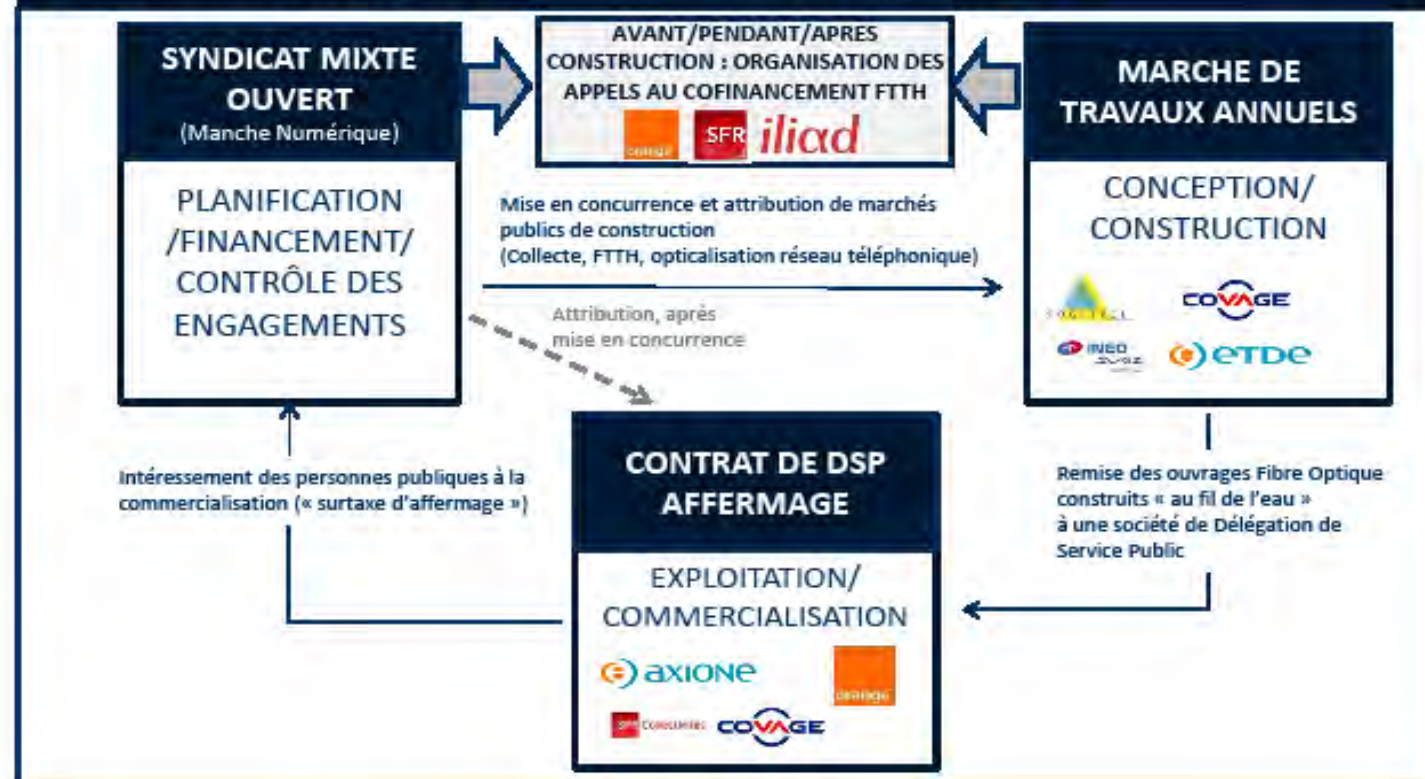 SYNDICAT MIXTE
OUVERT
(Manche Numérique)
PLANIFICATION
/FINANCEMENT/
CONTRÔLE DES
ENGAGEMENTS
AVANT/PENDANT/APRES
CONSTRUCTION : ORGANISATION DES
APPELS AU COFINANCEMENT FTTH
orange
SFR
iliad
MARCHE DE
TRAVAUX ANNUELS
CONCEPTION/
CONSTRUCTION
COVAGE
INEO
ETDE
Mise en concurrence et attribution de marchés
publics de construction
(Collecte, FTTH, opticalisation réseau téléphonique)
Attribution, après
mise en concurrence
Intéressement des personnes publiques à la
commercialisation (« surtaxe d'affermage »)
CONTRAT DE DSP
AFFERMAGE
EXPLOITATION/
COMMERCIALISATION
axione
orange
SFR
COVAGE
Remise des ouvrages Fibre Optique
construits « au fil de l'eau »
à une société de Délégation de
Service Public